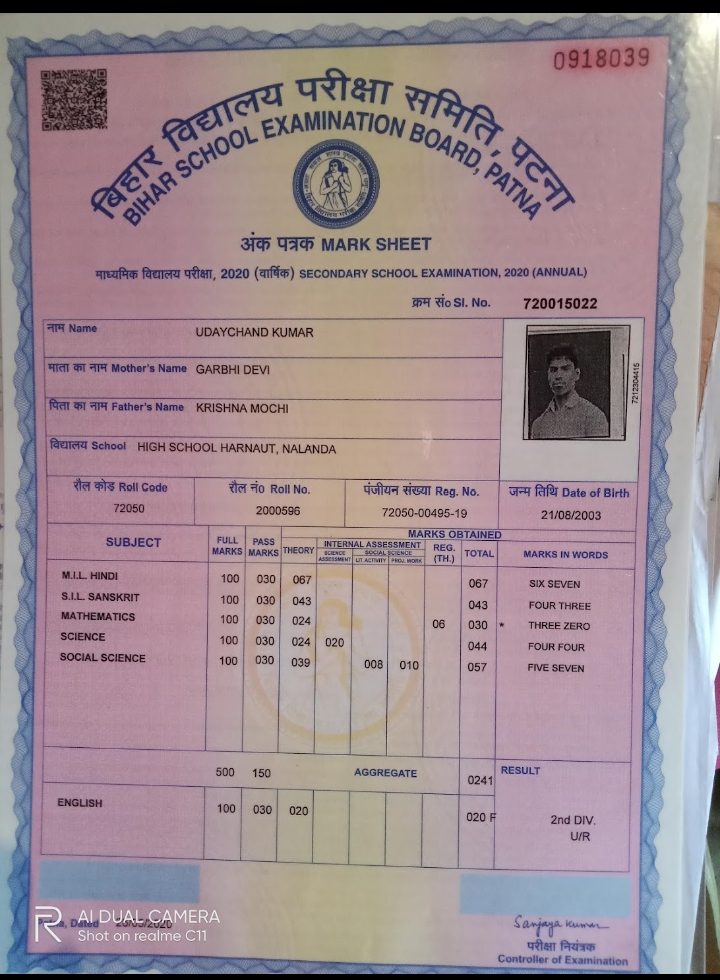 0918039
बिहार विद्यालय परीक्षा समिति, पटना
BIHAR SCHOOL EXAMINATION BOARD, PATNA
अंक पत्रक MARK SHEET
माध्यमिक विद्यालय परीक्षा, 2020 (वार्षिक) SECONDARY SCHOOL EXAMINATION, 2020 (ANNUAL)
क्रम सं० Sl. No. 720015022
नाम Name UDAYCHAND KUMAR
माता का नाम Mother's Name GARBHI DEVI
पिता का नाम Father's Name KRISHNA MOCHI
विद्यालय School HIGH SCHOOL HARNAUT, NALANDA
7212304415
रौल कोड Roll Code रौल नं० Roll No. पंजीयन संख्या Reg. No. जन्म तिथि Date of Birth
72050 2000596 72050-00495-19 21/08/2003
SUBJECT FULL MARKS PASS MARKS MARKS OBTAINED
THEORY INTERNAL ASSESSMENT REG. (TH.) TOTAL MARKS IN WORDS
SCIENCE ASSESSMENT SOCIAL SCIENCE
LIT. ACTIVITY PROJ. WORK
M.I.L. HINDI 100 030 067 067 SIX SEVEN
S.I.L. SANSKRIT 100 030 043 043 FOUR THREE
MATHEMATICS 100 030 024 06 030 * THREE ZERO
SCIENCE 100 030 024 020 044 FOUR FOUR
SOCIAL SCIENCE 100 030 039 008 010 057 FIVE SEVEN
500 150 AGGREGATE 0241 RESULT
ENGLISH 100 030 020 020 F 2nd DIV.
U/R
Dated 26/05/2020
Sanjaya Kumar
परीक्षा नियंत्रक
Controller of Examination
AI DUAL CAMERA
Shot on realme C11